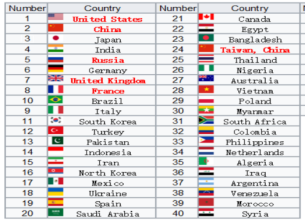 Number Country Number Country
1 United States 21 Canada
2 China 22 Egypt
3 Japan 23 Bangladesh
4 India 24 Taiwan, China
5 Russia 25 Thailand
6 Germany 26 Nigeria
7 United Kingdom 27 Australia
8 France 28 Vietnam
9 Italy 29 Poland
10 Brazil 30 Myanmar
11 South Korea 31 South Africa
12 Turkey 32 Colombia
13 Pakistan 33 Philippines
14 Indonesia 34 Netherlands
15 Iran 35 Algeria
16 North Korea 36 Iraq
17 Mexico 37 Argentina
18 Ukraine 38 Venezuela
19 Spain 39 Morocco
20 Saudi Arabia 40 Syria